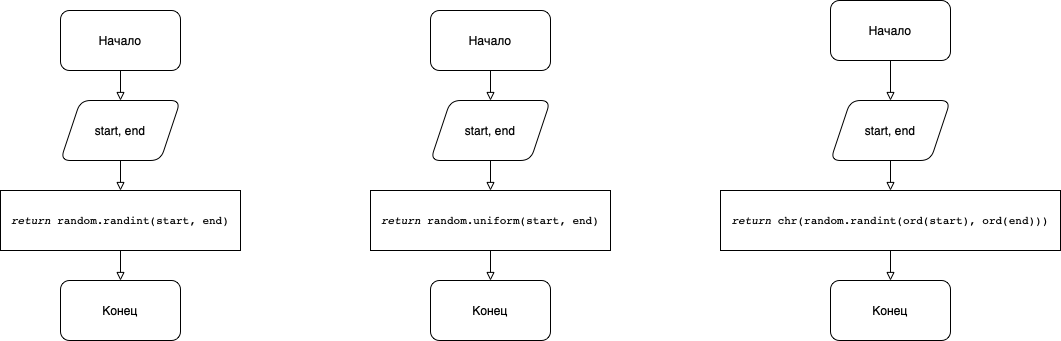 Начало
start, end
return random.randint(start, end)
Конец
Начало
start, end
return random.uniform(start, end)
Конец
Начало
start, end
return chr(random.randint(ord(start), ord(end)))
Конец